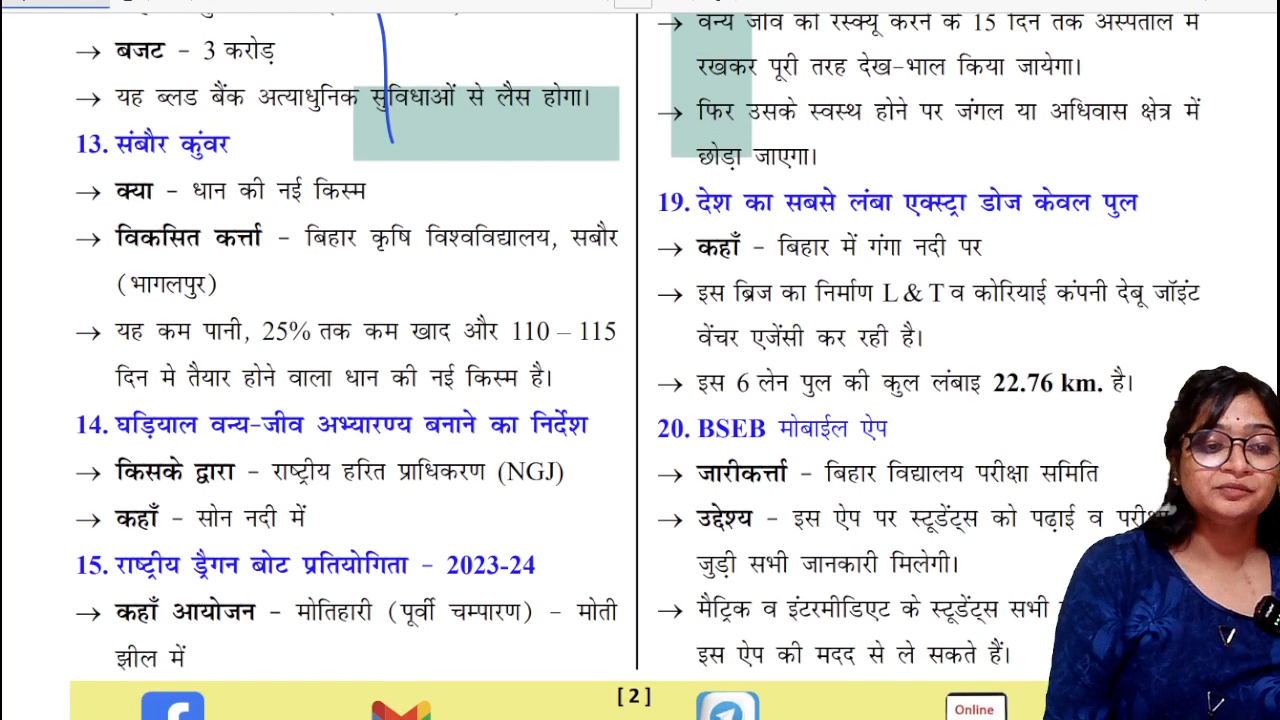 → बजट - 3 करोड़
→ यह ब्लड बैंक अत्याधुनिक सुविधाओं से लैस होगा।
13. संबौर कुंवर
→ क्या - धान की नई किस्म
→ विकसित कर्त्ता - बिहार कृषि विश्वविद्यालय, सबौर
(भागलपुर)
→ यह कम पानी, 25% तक कम खाद और 110 – 115
दिन मे तैयार होने वाला धान की नई किस्म है।
14. घड़ियाल वन्य-जीव अभ्यारण्य बनाने का निर्देश
→ किसके द्वारा - राष्ट्रीय हरित प्राधिकरण (NGJ)
→ कहाँ - सोन नदी में
15. राष्ट्रीय ड्रैगन बोट प्रतियोगिता - 2023-24
→ कहाँ आयोजन - मोतिहारी (पूर्वी चम्पारण) - मोती
झील में
→ वन्य जीव को रेस्क्यू करने के 15 दिन तक अस्पताल में
रखकर पूरी तरह देख-भाल किया जायेगा।
→ फिर उसके स्वस्थ होने पर जंगल या अधिवास क्षेत्र में
छोड़ा जाएगा।
19. देश का सबसे लंबा एक्स्ट्रा डोज केवल पुल
→ कहाँ - बिहार में गंगा नदी पर
→ इस ब्रिज का निर्माण L & T व कोरियाई कंपनी देबू जॉइंट
वेंचर एजेंसी कर रही है।
→ इस 6 लेन पुल की कुल लंबाइ 22.76 km. है।
20. BSEB मोबाईल ऐप
→ जारीकर्त्ता - बिहार विद्यालय परीक्षा समिति
→ उद्देश्य - इस ऐप पर स्टूडेंट्स को पढ़ाई व
जुड़ी सभी जानकारी मिलेगी।
→ मैट्रिक व इंटरमीडिएट के स्टूडेंट्स सभी
इस ऐप की मदद से ले सकते हैं।
[ 2 ]
Online